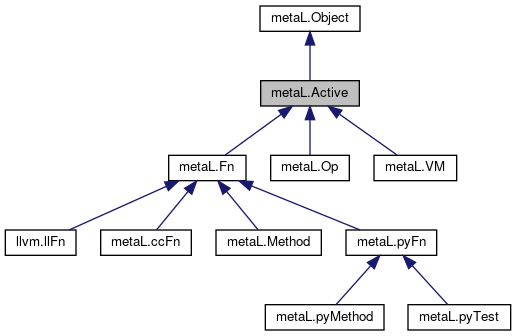 metaL.Object
metaL.Active
metaL.Fn
metaL.Op
metaL.VM
llvm.llFn
metaL.ccFn
metaL.Method
metaL.pyFn
metaL.pyMethod
metaL.pyTest